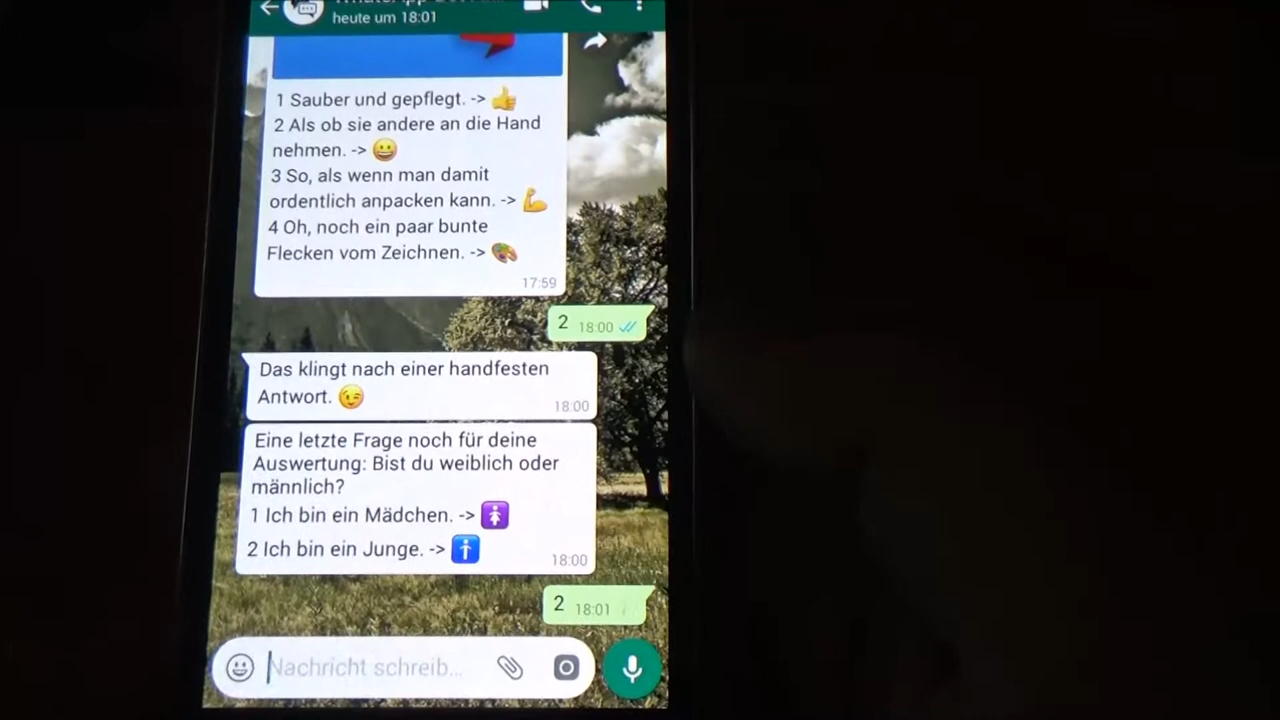 heute um 18:01
1 Sauber und gepflegt. -> 👍
2 Als ob sie andere an die Hand
nehmen. -> 😀
3 So, als wenn man damit
ordentlich anpacken kann. -> 💪
4 Oh, noch ein paar bunte
Flecken vom Zeichnen. -> 🎨
17:59
2 18:00
Das klingt nach einer handfesten
Antwort. 😉
18:00
Eine letzte Frage noch für deine
Auswertung: Bist du weiblich oder
männlich?
1 Ich bin ein Mädchen. -> 🚺
2 Ich bin ein Junge. -> 🚹
18:00
2 18:01
Nachricht schreib...